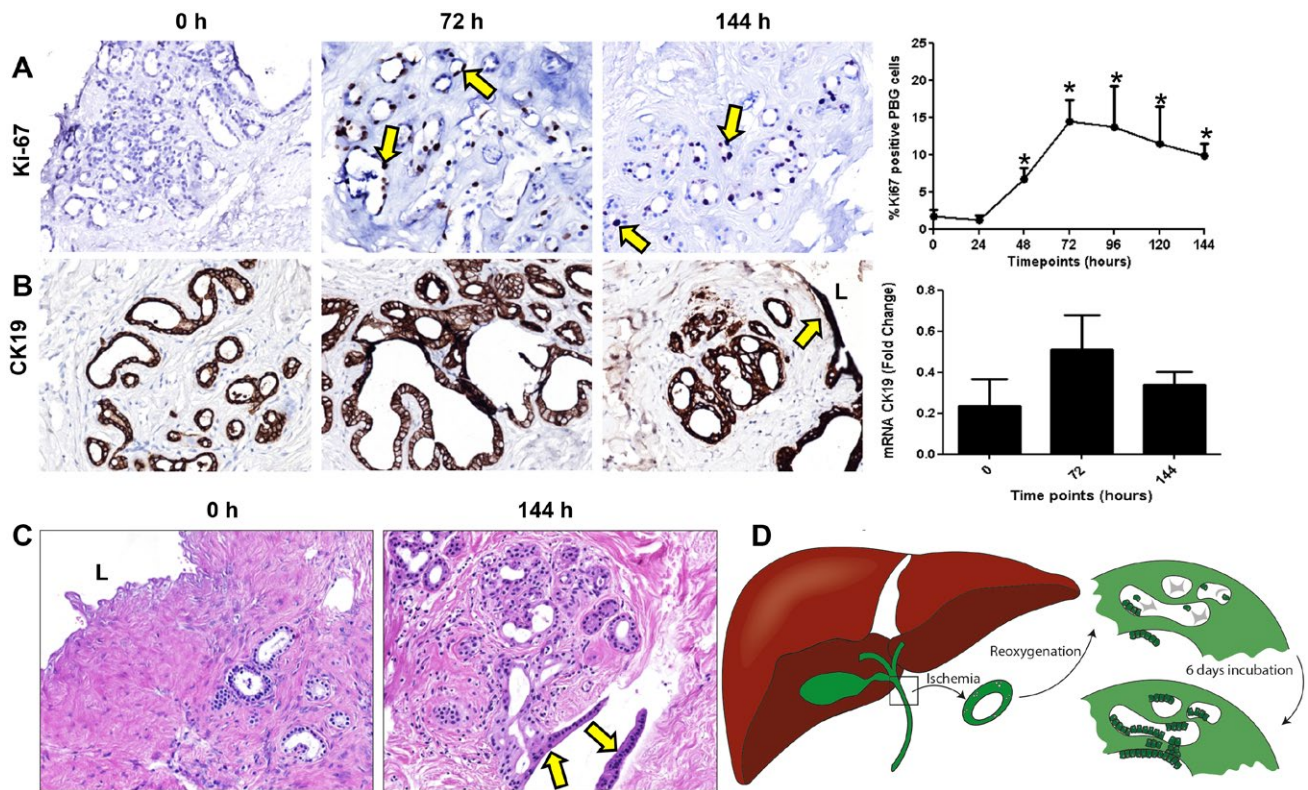 0 h
72 h
144 h
A
Ki-67
25
20
15
10
5
0
% Ki67 positive PBG cells
*
*
*
*
*
0
24
48
72
96
120
144
Timepoints (hours)
B
CK19
L
0.8
0.6
0.4
0.2
0.0
mRNA CK19 (Fold Change)
0
72
144
Time points (hours)
0 h
144 h
C
L
D
Ischemia
Reoxygenation
6 days incubation